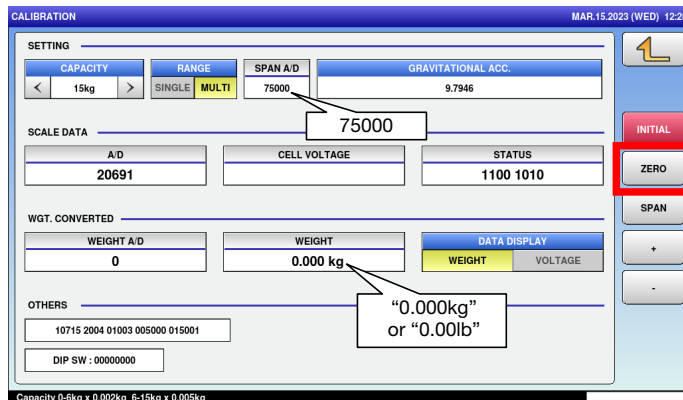 CALIBRATION MAR.15.2023 (WED) 12:28
SETTING
CAPACITY RANGE SPAN A/D GRAVITATIONAL ACC.
< 15kg > SINGLE MULTI 75000 9.7946
75000
INITIAL
SCALE DATA
A/D CELL VOLTAGE STATUS
20691 1100 1010
ZERO
SPAN
WGT. CONVERTED
WEIGHT A/D WEIGHT DATA DISPLAY
0 0.000 kg WEIGHT VOLTAGE
+
-
“0.000kg”
or “0.00lb”
OTHERS
10715 2004 01003 005000 015001
DIP SW : 00000000
Capacity 0-6kg x 0.002kg 6-15kg x 0.005kg